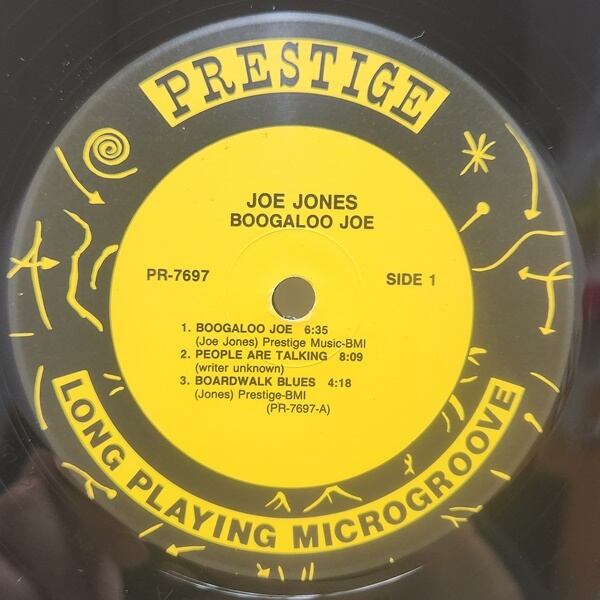 PRESTIGE
JOE JONES
BOOGALOO JOE
PR-7697
SIDE 1
1. BOOGALOO JOE 6:35
(Joe Jones) Prestige Music-BMI
2. PEOPLE ARE TALKING 8:09
(writer unknown)
3. BOARDWALK BLUES 4:18
(Jones) Prestige-BMI
(PR-7697-A)
LONG PLAYING MICROGROOVE